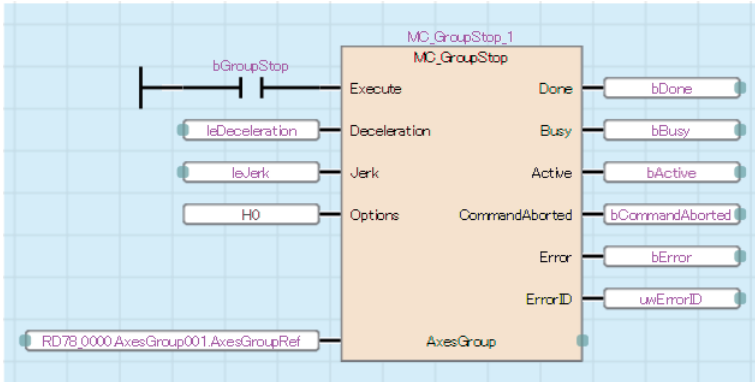 MC_GroupStop_1
MC_GroupStop
bGroupStop
Execute Done bDone
leDeceleration Deceleration Busy bBusy
leJerk Jerk Active bActive
H0 Options CommandAborted bCommandAborted
Error bError
ErrorID uwErrorID
RD78_0000.AxesGroup001.AxesGroupRef AxesGroup